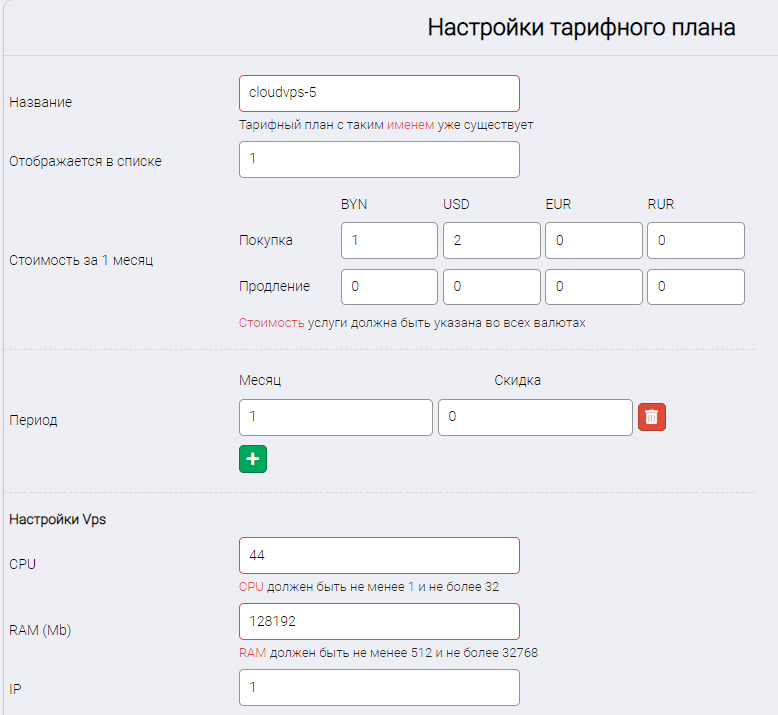 Настройки тарифного плана
Название
cloudvps-5
Тарифный план с таким именем уже существует
Отображается в списке
1
BYN USD EUR RUR
Стоимость за 1 месяц
Покупка 1 2 0 0
Продление 0 0 0 0
Стоимость услуги должна быть указана во всех валютах
Месяц Скидка
Период 1 0
Настройки Vps
CPU
44
CPU должен быть не менее 1 и не более 32
RAM (Mb)
128192
RAM должен быть не менее 512 и не более 32768
IP
1